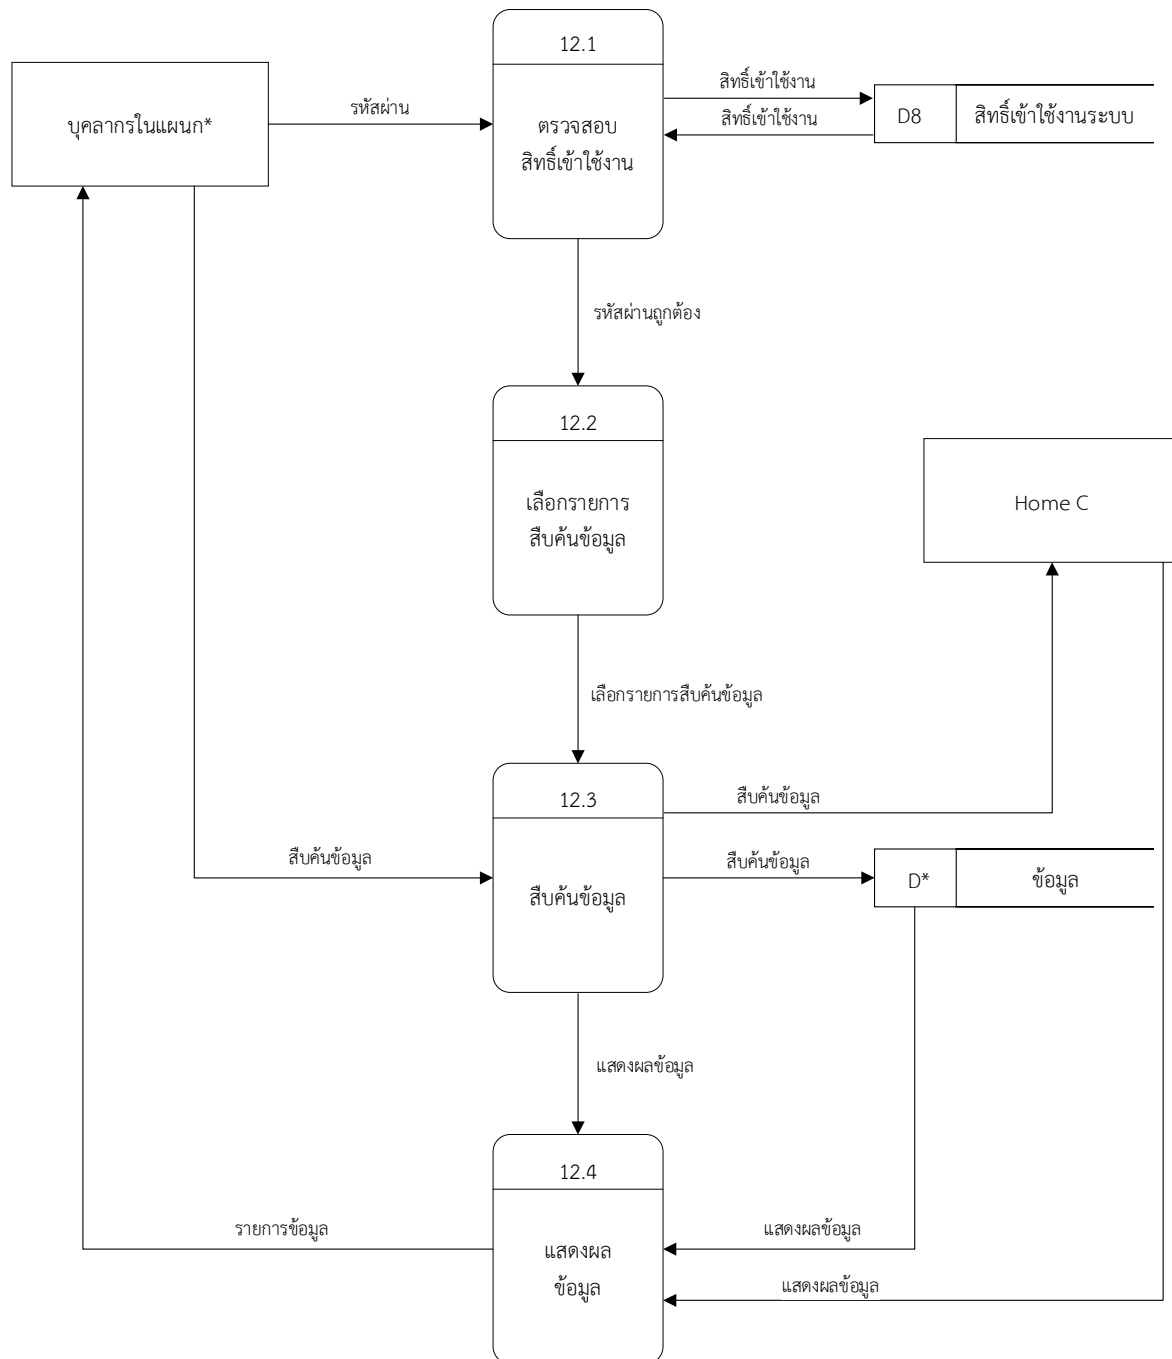 12.1
บุคลากรในแผนก*
รหัสผ่าน
ตรวจสอบ
สิทธิ์เข้าใช้งาน
สิทธิ์เข้าใช้งาน
สิทธิ์เข้าใช้งาน
D8
สิทธิ์เข้าใช้งานระบบ
รหัสผ่านถูกต้อง
12.2
เลือกรายการ
สืบค้นข้อมูล
Home C
เลือกรายการสืบค้นข้อมูล
12.3
สืบค้นข้อมูล
สืบค้นข้อมูล
สืบค้นข้อมูล
สืบค้นข้อมูล
D*
ข้อมูล
แสดงผลข้อมูล
12.4
รายการข้อมูล
แสดงผล
ข้อมูล
แสดงผลข้อมูล
แสดงผลข้อมูล